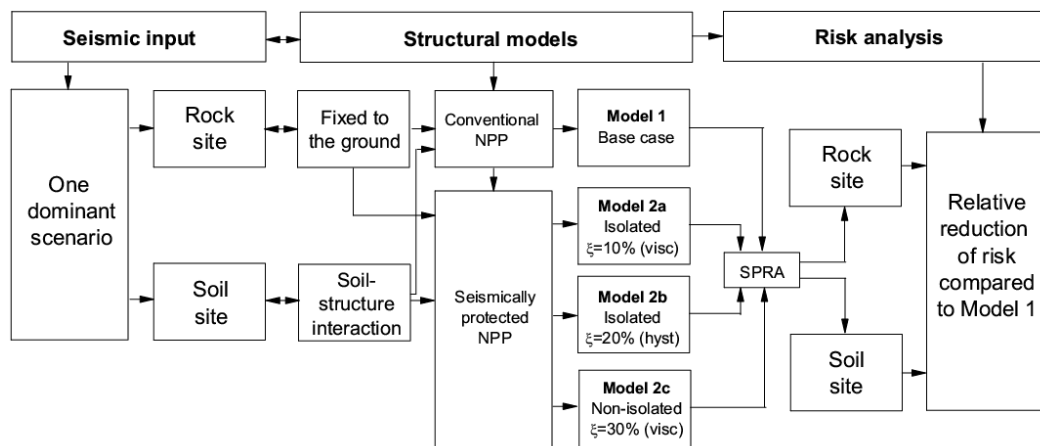 Seismic input
Structural models
Risk analysis
One
dominant
scenario
Rock
site
Soil
site
Fixed to
the ground
Soil-
structure
interaction
Conventional
NPP
Seismically
protected
NPP
Model 1
Base case
Model 2a
Isolated
ξ=10% (visc)
Model 2b
Isolated
ξ=20% (hyst)
Model 2c
Non-isolated
ξ=30% (visc)
SPRA
Rock
site
Soil
site
Relative
reduction
of risk
compared
to Model 1